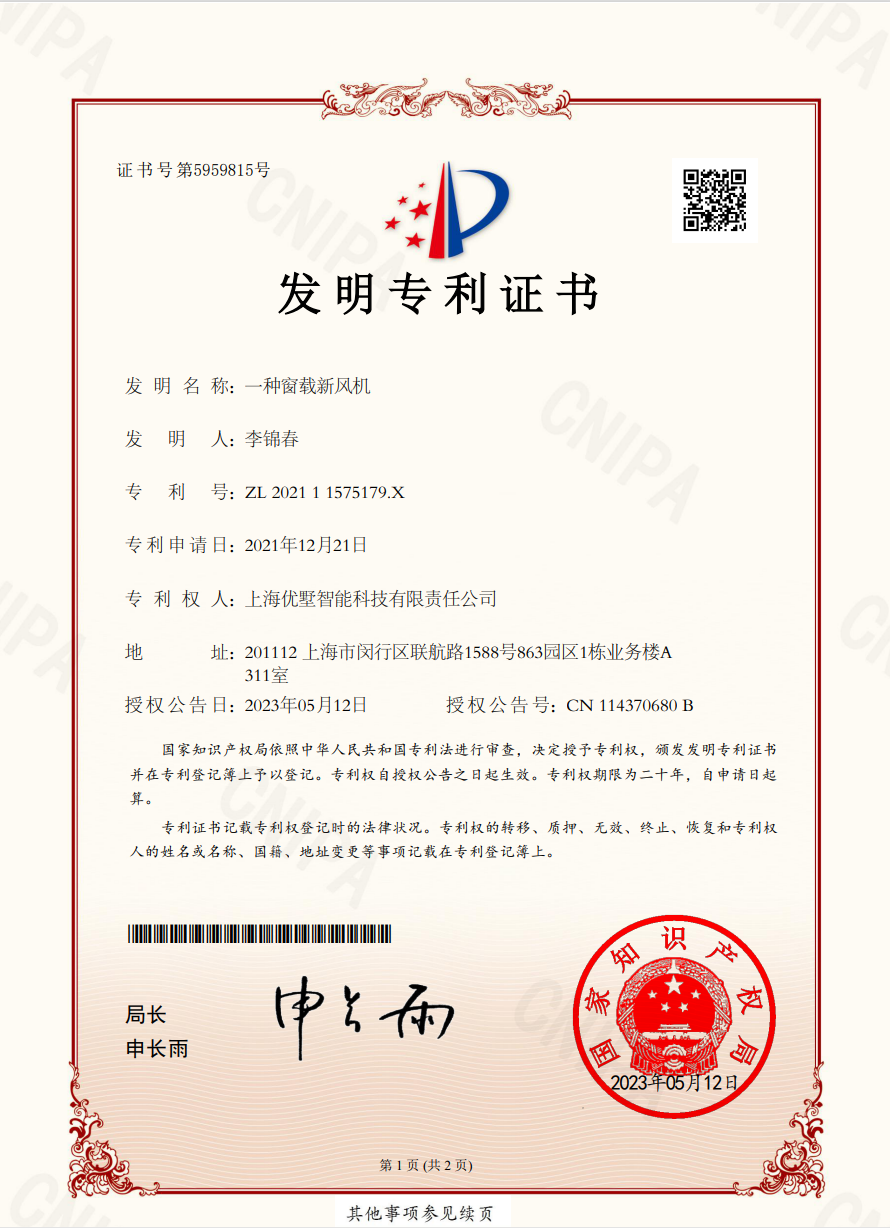 证书号第5959815号
发明专利证书
发明名称：一种窗载新风机
发明人：李锦春
专利号：ZL 2021 1 1575179.X
专利申请日：2021年12月21日
专利权人：上海优墅智能科技有限责任公司
地址：201112 上海市闵行区联航路1588号863园区1栋业务楼A
311室
授权公告日：2023年05月12日 授权公告号：CN 114370680 B
国家知识产权局依照中华人民共和国专利法进行审查，决定授予专利权，颁发发明专利证书
并在专利登记簿上予以登记。专利权自授权公告之日起生效。专利权期限为二十年，自申请日起
算。
专利证书记载专利权登记时的法律状况。专利权的转移、质押、无效、终止、恢复和专利权
人的姓名或名称、国籍、地址变更等事项记载在专利登记簿上。
局长
申长雨
申长雨
国家知识产权局
2023年05月12日
第 1 页 (共 2 页)
其他事项参见续页
CNIPA
CNIPA
CNIPA
CNIPA
CNIPA